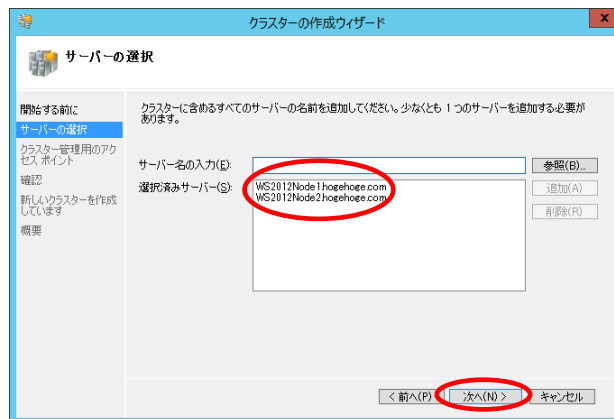 クラスターの作成ウィザード
x
サーバーの選択
開始する前に
サーバーの選択
クラスター管理用のアク
セス ポイント
確認
新しいクラスターを作成
しています
概要
クラスターに含めるすべてのサーバーの名前を追加してください。少なくとも 1 つのサーバーを追加する必要が
あります。
サーバー名の入力(E):
参照(B)...
選択済みサーバー(S):
WS2012Node1.hogehoge.com
WS2012Node2.hogehoge.com
追加(A)
削除(R)
< 前へ(P)
次へ(N) >
キャンセル